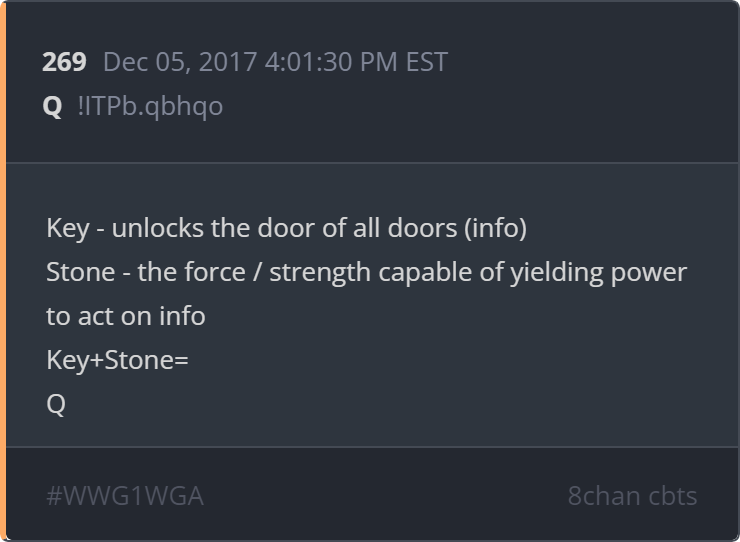 269 Dec 05, 2017 4:01:30 PM EST
Q !ITPb.qbhqo
Key - unlocks the door of all doors (info)
Stone - the force / strength capable of yielding power
to act on info
Key+Stone=
Q
#WWG1WGA 8chan cbts